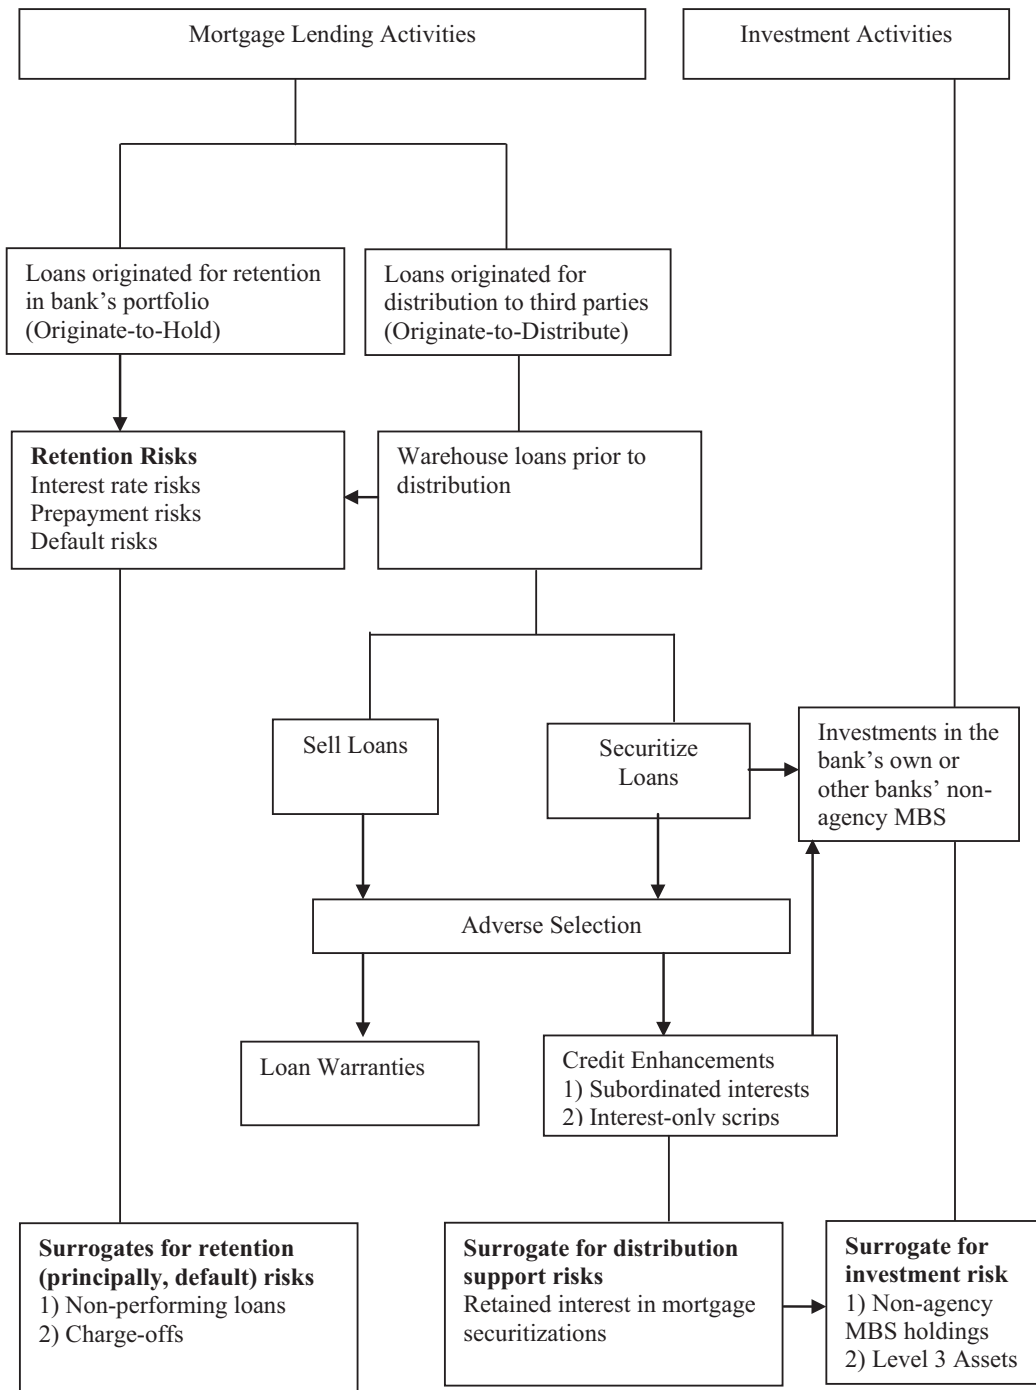 Mortgage Lending Activities
Investment Activities
Loans originated for retention
in bank's portfolio
(Originate-to-Hold)
Loans originated for
distribution to third parties
(Originate-to-Distribute)
Retention Risks
Interest rate risks
Prepayment risks
Default risks
Warehouse loans prior to
distribution
Sell Loans
Securitize
Loans
Investments in the
bank's own or
other banks' non-
agency MBS
Adverse Selection
Loan Warranties
Credit Enhancements
1) Subordinated interests
2) Interest-only scrips
Surrogates for retention
(principally, default) risks
1) Non-performing loans
2) Charge-offs
Surrogate for distribution
support risks
Retained interest in mortgage
securitizations
Surrogate for
investment risk
1) Non-agency
MBS holdings
2) Level 3 Assets